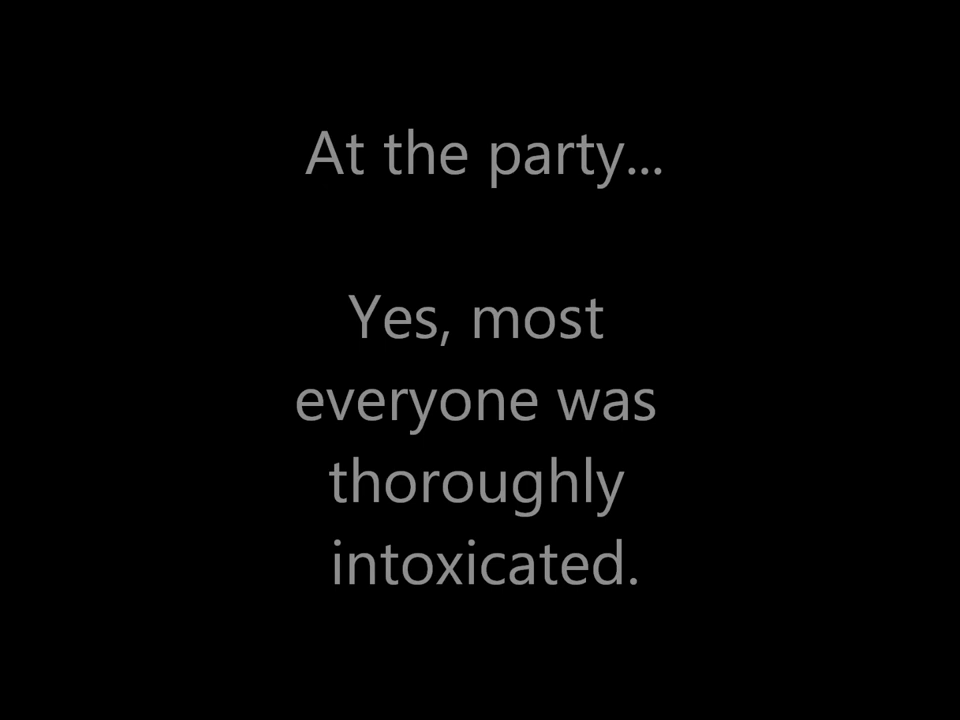 At the party...
Yes, most
everyone was
thoroughly
intoxicated.